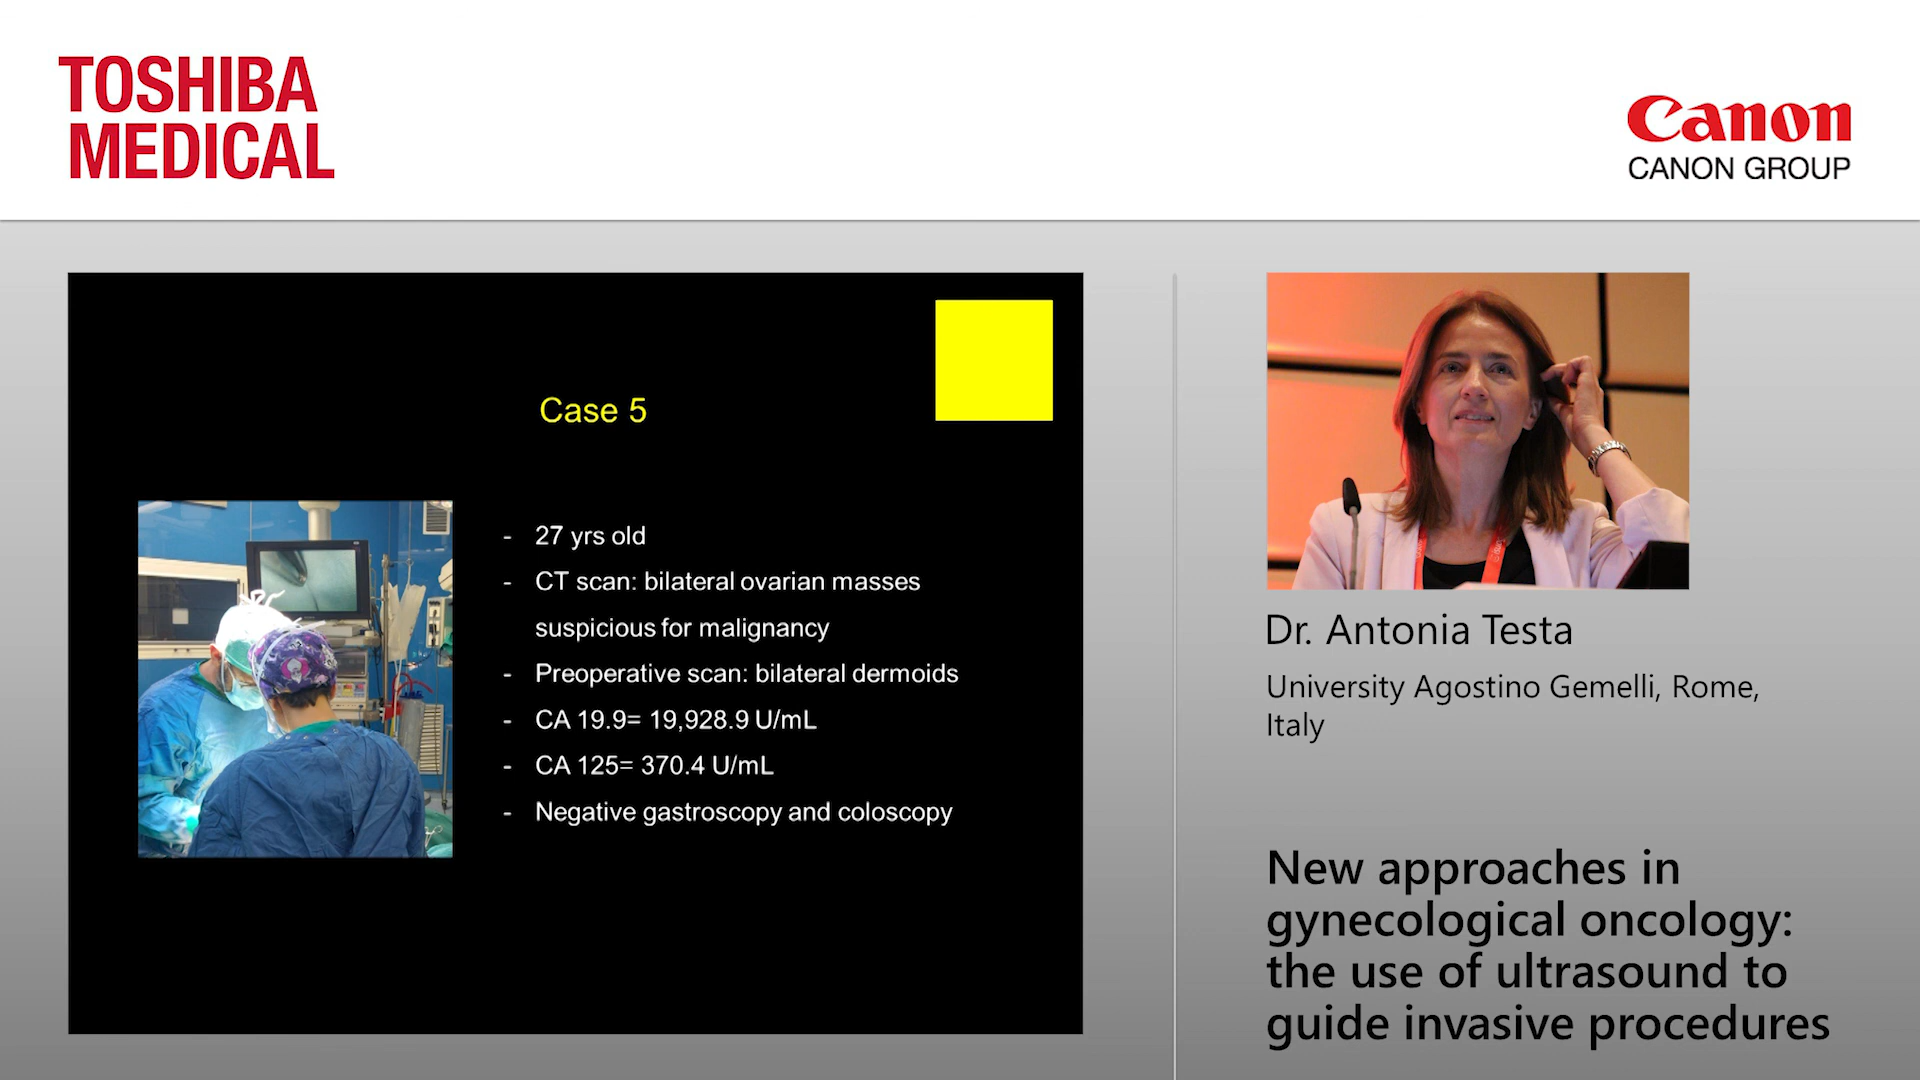 TOSHIBA
MEDICAL
Canon
CANON GROUP
Case 5
- 27 yrs old
- CT scan: bilateral ovarian masses
suspicious for malignancy
- Preoperative scan: bilateral dermoids
- CA 19.9= 19,928.9 U/mL
- CA 125= 370.4 U/mL
- Negative gastroscopy and coloscopy
Dr. Antonia Testa
University Agostino Gemelli, Rome,
Italy
New approaches in
gynecological oncology:
the use of ultrasound to
guide invasive procedures